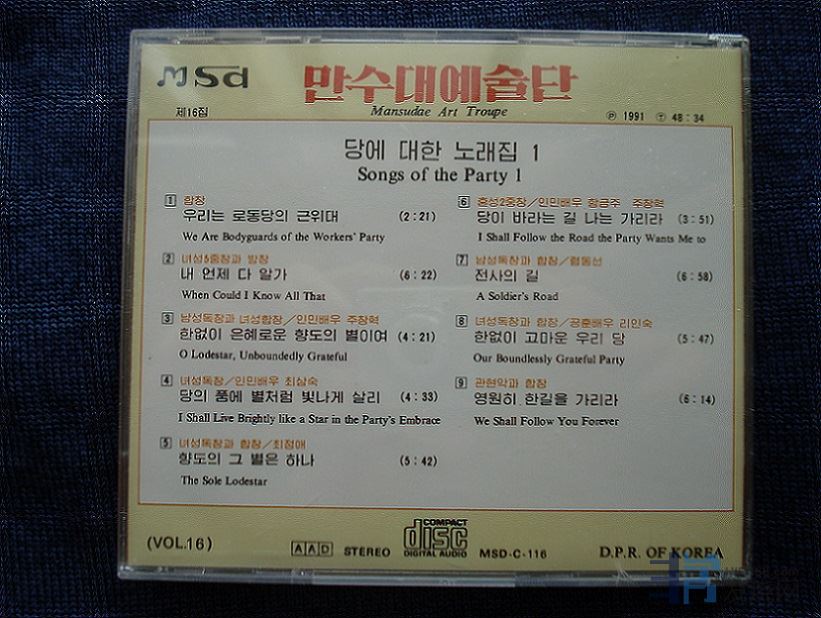 MSd
만수대예술단
Mansudae Art Troupe
제16집
Ⓟ 1991 Ⓣ 48 : 34
당에 대한 노래집 1
Songs of the Party 1
1 합창
우리는 로동당의 근위대 (2 : 21)
We Are Bodyguards of the Workers' Party
2 녀성5중창과 방창
내 언제 다 알가 (6 : 22)
When Could I Know All That
3 남성독창과 녀성합창／인민배우 주창혁
한없이 은혜로운 향도의 별이여 (4 : 21)
O Lodestar, Unboundedly Grateful
4 녀성독창／인민배우 최삼숙
당의 품에 별처럼 빛나게 살리 (4 : 33)
I Shall Live Brightly like a Star in the Party's Embrace
5 녀성독창과 합창／최정애
향도의 그 별은 하나 (5 : 42)
The Sole Lodestar
6 혼성2중창／인민배우 황금주 주창혁
당이 바라는 길 나는 가리라 (3 : 51)
I Shall Follow the Road the Party Wants Me to
7 남성독창과 합창／렴동선
전사의 길 (6 : 58)
A Soldier's Road
8 녀성독창과 합창／공훈배우 리인숙
한없이 고마운 우리 당 (5 : 47)
Our Boundlessly Grateful Party
9 관현악과 합창
영원히 한길을 가리라 (6 : 14)
We Shall Follow You Forever
(VOL.16)
AAD STEREO
COMPACT
disc
DIGITAL AUDIO
MSD-C-116
D.P.R. OF KOREA